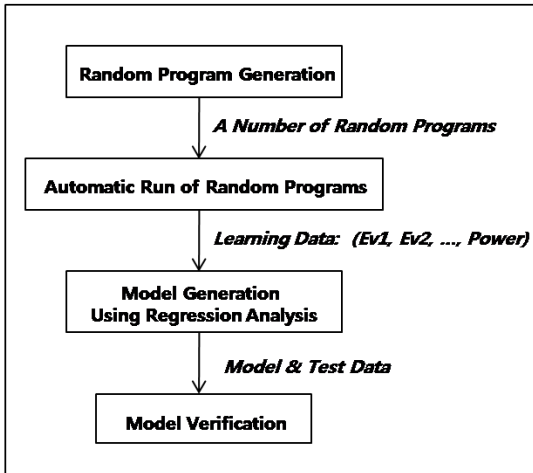 Random Program Generation
A Number of Random Programs
Automatic Run of Random Programs
Learning Data: (Ev1, Ev2, ..., Power)
Model Generation
Using Regression Analysis
Model & Test Data
Model Verification